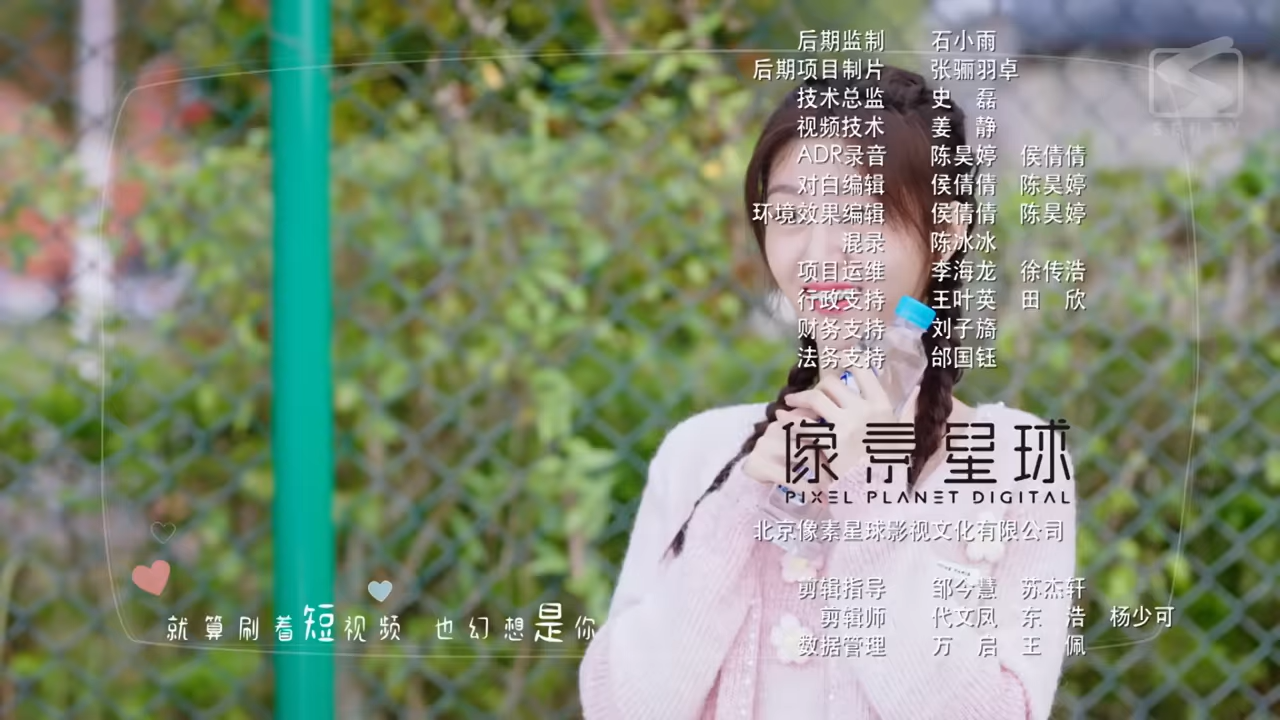 后期监制 石小雨
后期项目制片 张骊羽卓
技术总监 史 磊
视频技术 姜 静
ADR录音 陈昊婷 侯倩倩
对白编辑 侯倩倩 陈昊婷
环境效果编辑 侯倩倩 陈昊婷
混录 陈冰冰
项目运维 李海龙 徐传浩
行政支持 王叶英 田 欣
财务支持 刘子旖
法务支持 邰国钰
像素星球
PIXEL PLANET DIGITAL
北京像素星球影视文化有限公司
剪辑指导 邹今慧 苏杰轩
剪辑师 代文凤 东 浩 杨少可
数据管理 万 启 王 佩
就算刷着短视频 也幻想是你